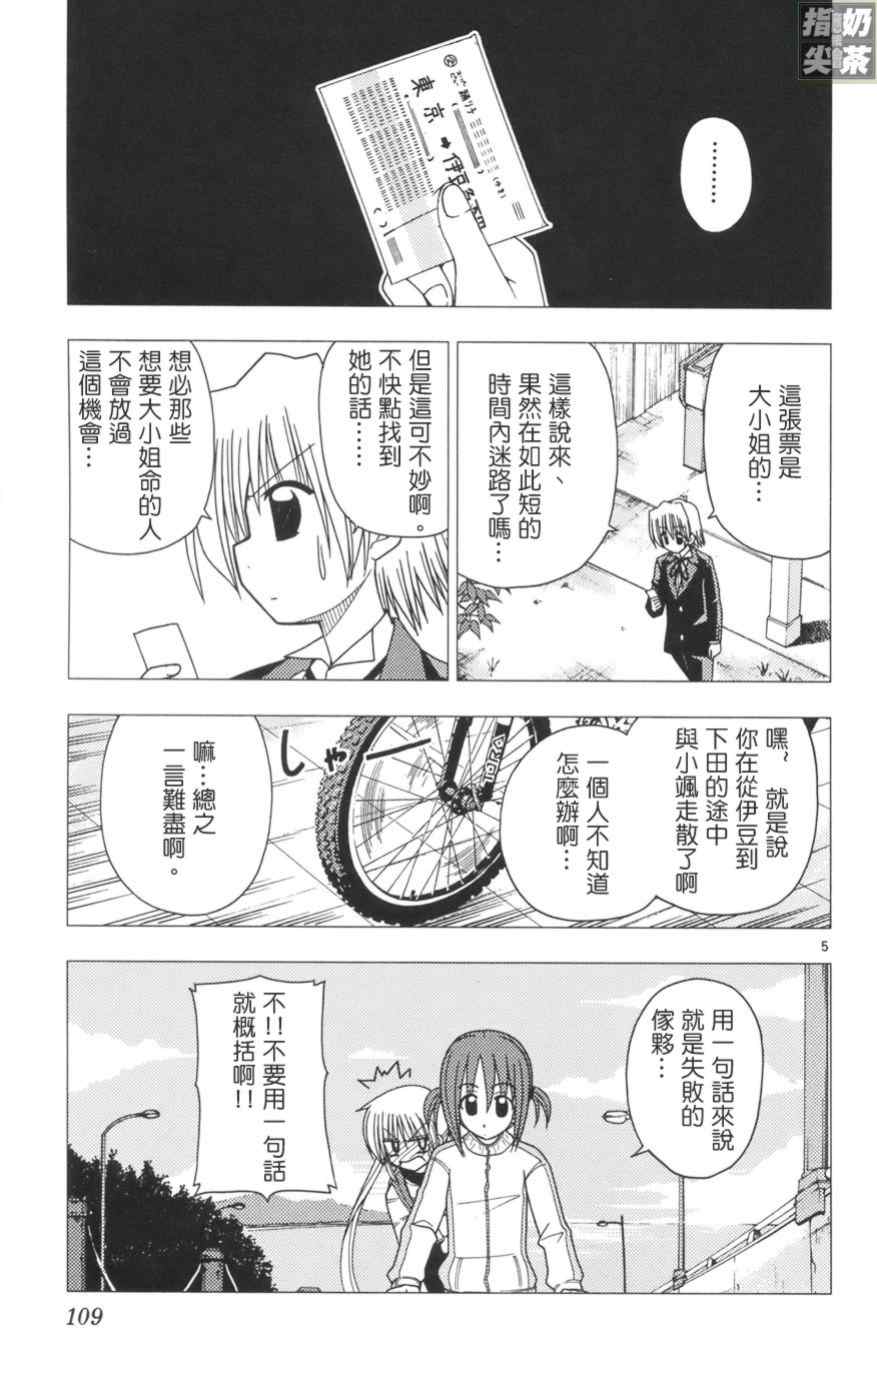 指尖
奶茶
………
東京
➡伊豆
這張票是
大小姐的…
這樣說來、
果然在如此短的
時間內迷路了嗎…
但是這可不妙啊。
不快點找到
她的話……
想必那些
想要大小姐命的人
不會放過
這個機會…
嘿~ 就是說
你在從伊豆到
下田的途中
與小颯走散了啊
一個人不知道
怎麼辦啊…
しゃー
嘛…總之
一言難盡啊。
5
用一句話來說
就是失敗的
傢夥…
不!!不要用一句話
就概括啊!!
109